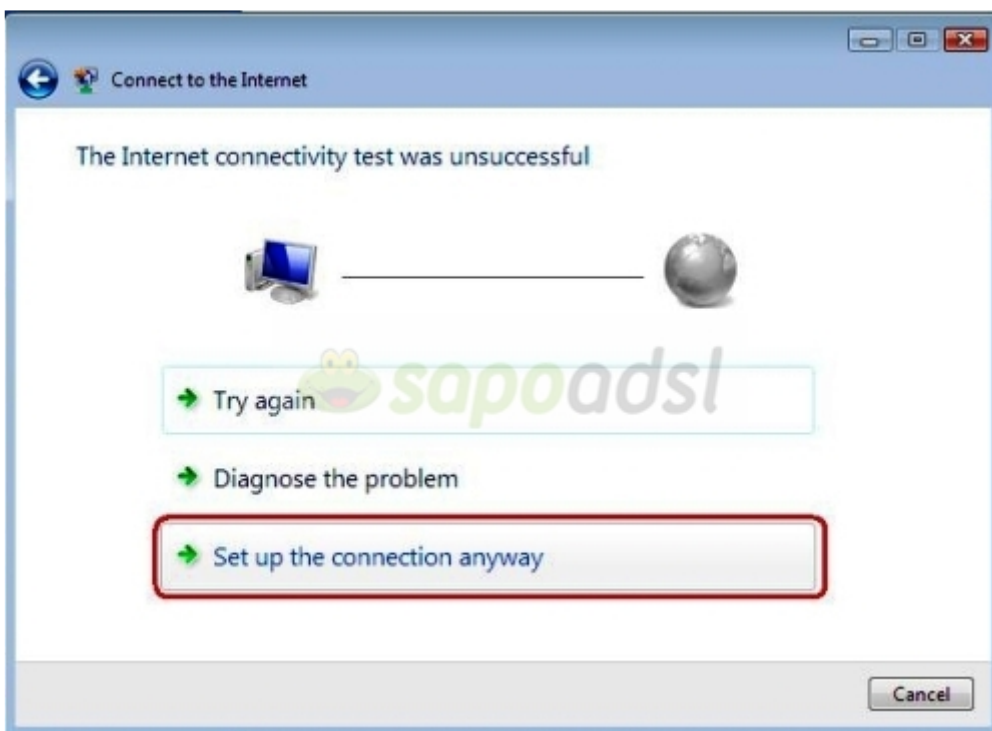 Connect to the Internet
The Internet connectivity test was unsuccessful
sapoadsl
Try again
Diagnose the problem
Set up the connection anyway
Cancel